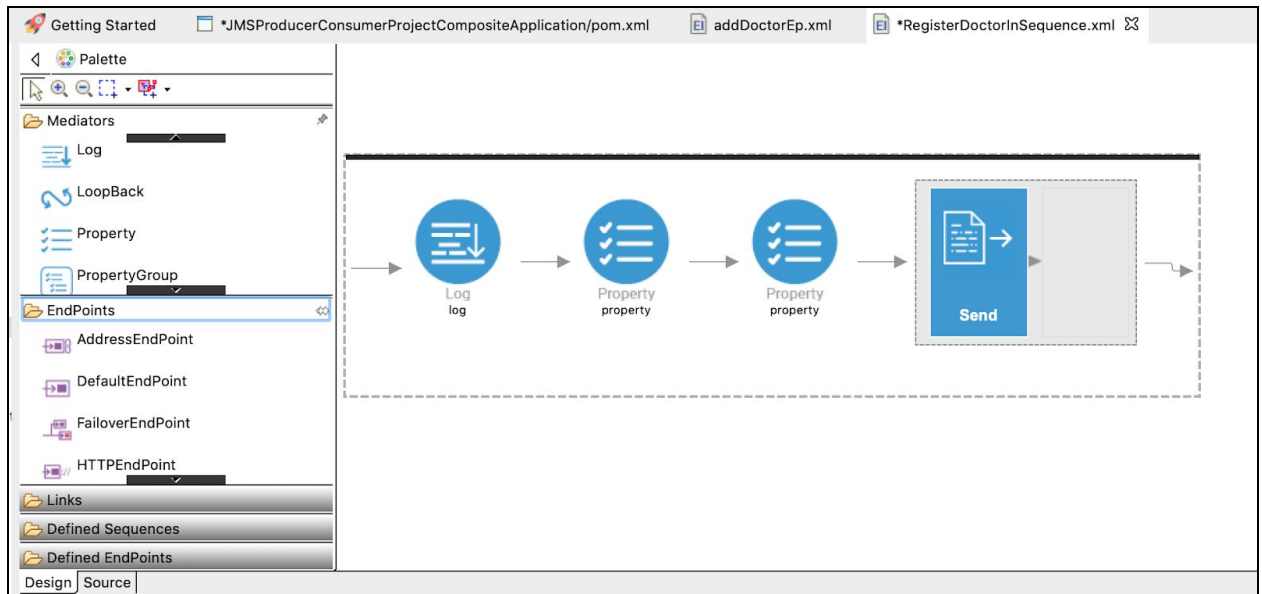 Getting Started *JMSProducerConsumerProjectCompositeApplication/pom.xml addDoctorEp.xml *RegisterDoctorInSequence.xml
Palette
Mediators
Log
LoopBack
Property
PropertyGroup
EndPoints
AddressEndPoint
DefaultEndPoint
FailoverEndPoint
HTTPEndPoint
Links
Defined Sequences
Defined EndPoints
Design Source
Log Property Property
log property property
Send